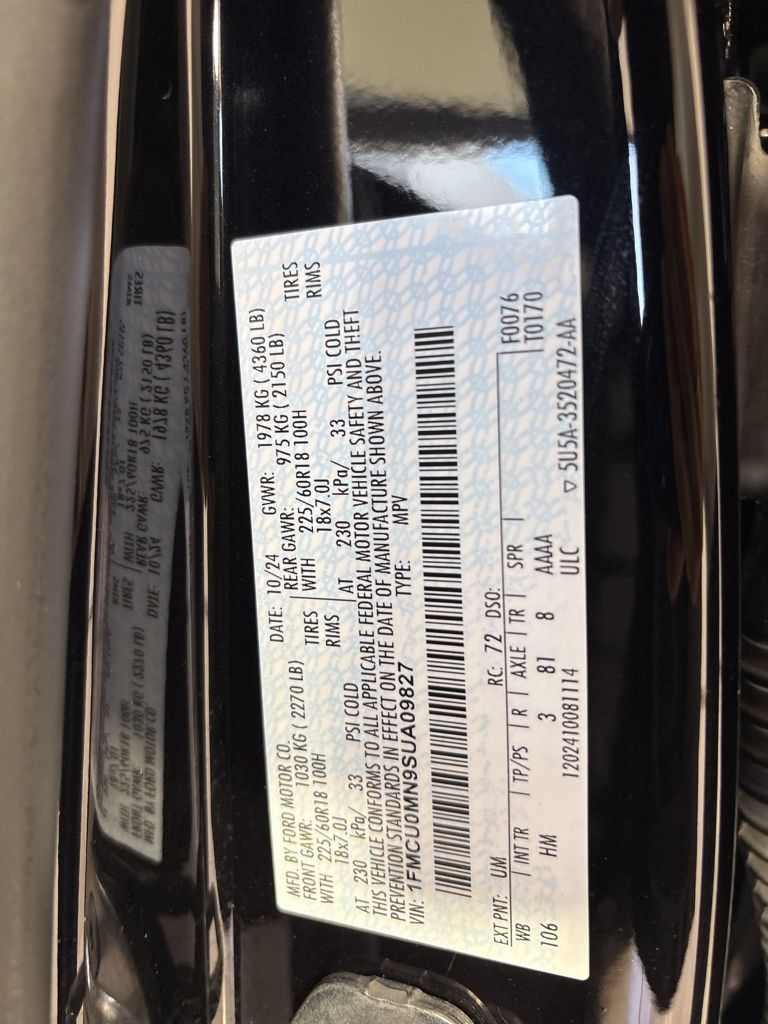 MFD. BY FORD MOTOR CO. DATE: 10/24 GVWR: 1978 KG ( 4360 LB)
FRONT GAWR: 1030 KG ( 2270 LB) REAR GAWR: 975 KG ( 2150 LB)
WITH 225/60R18 100H TIRES WITH 225/60R18 100H TIRES
18x7.0J RIMS 18x7.0J RIMS
AT 230 kPa/ 33 PSI COLD AT 230 kPa/ 33 PSI COLD
THIS VEHICLE CONFORMS TO ALL APPLICABLE FEDERAL MOTOR VEHICLE SAFETY AND THEFT
PREVENTION STANDARDS IN EFFECT ON THE DATE OF MANUFACTURE SHOWN ABOVE.
VIN: 1FMCU0MN9SUA09827 TYPE: MPV
EXT PNT: UM RC: 72 DSO: F0076
WB INT TR TP/PS R AXLE TR SPR T0170
106 HM 3 81 8 AAAA
1202410081114 ULC ▽ 5U5A-3520472-AA